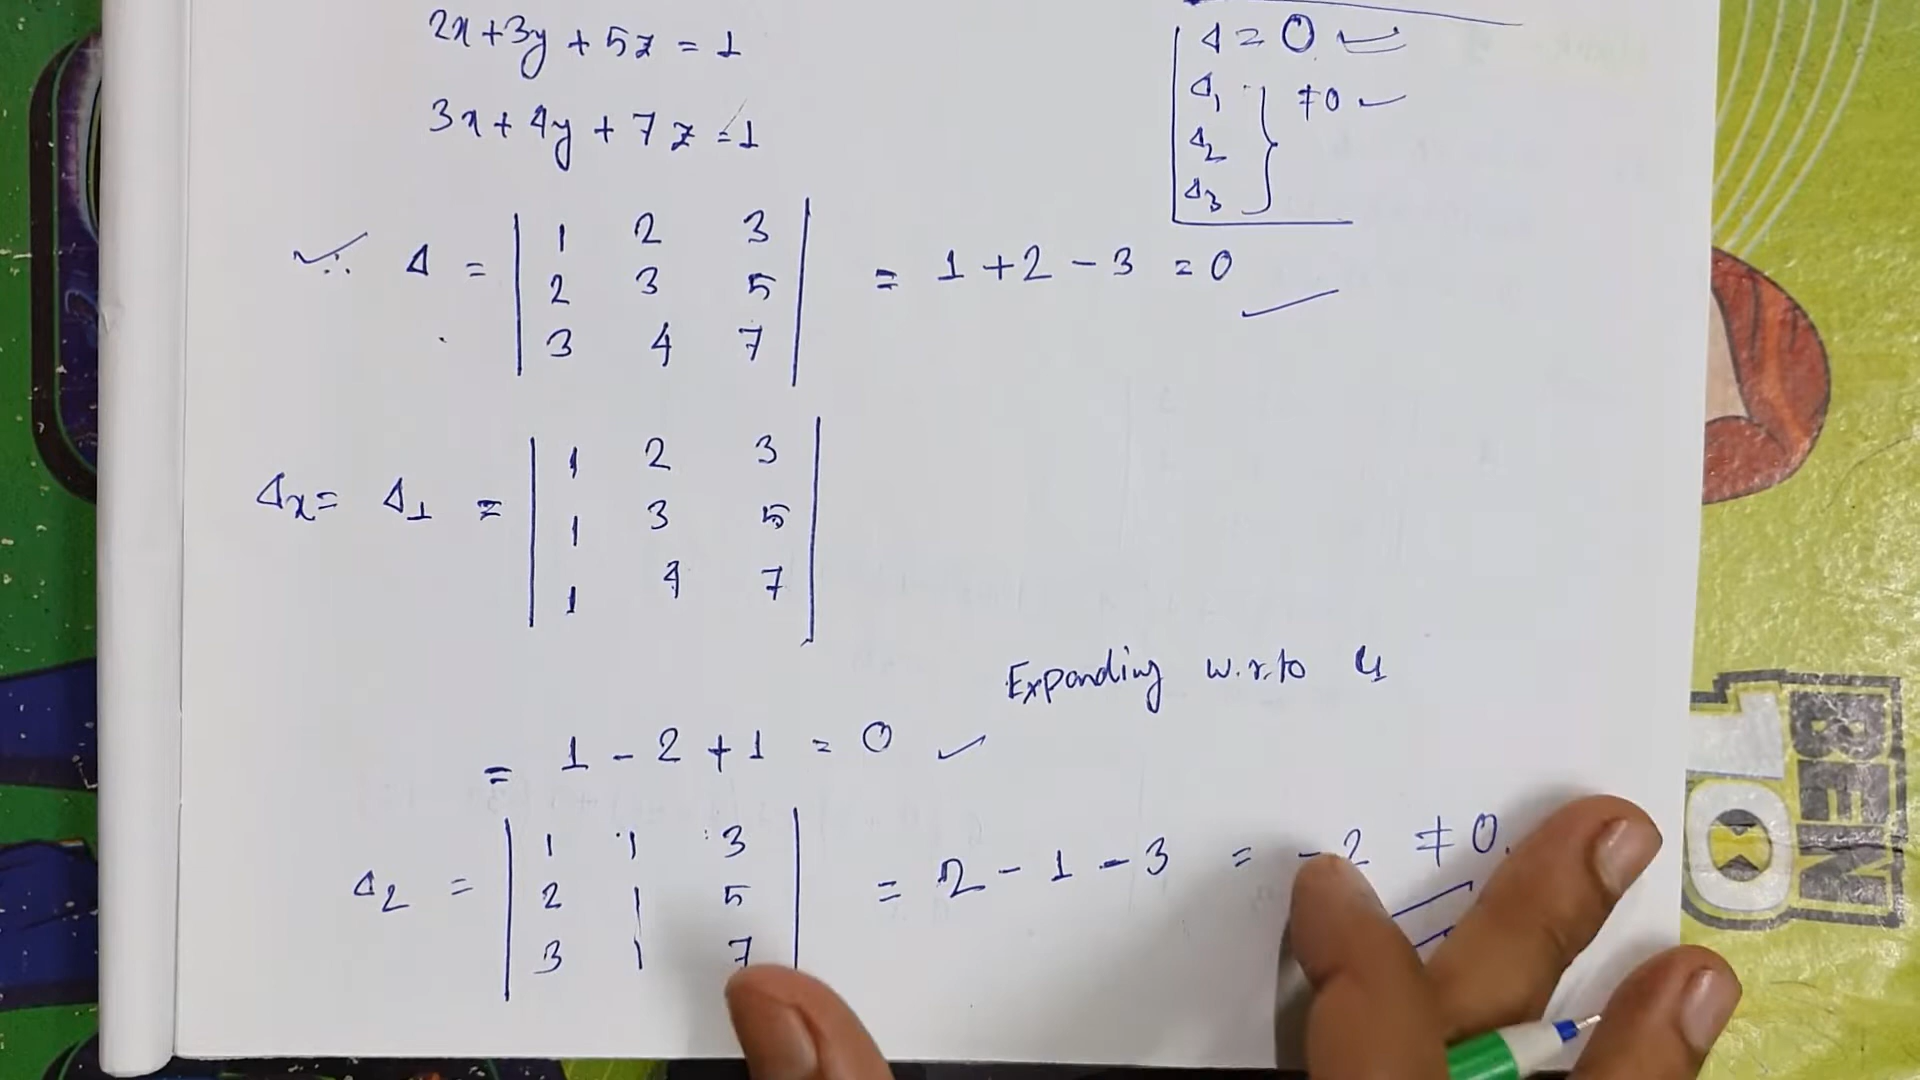 2x+3y+5z=1
3x+4y+7z=1
Δ=0
Δ1
Δ2
Δ3
≠0
∴ Δ = | 1 2 3 | = 1+2-3 =0
2 3 5
3 4 7
Δx= Δ1 = | 1 2 3 |
1 3 5
1 4 7
Expanding w.r.to C1
= 1-2+1 = 0
Δ2 = | 1 1 3 | = 2-1-3 = -2 ≠0.
2 1 5
3 1 7
BEN
10